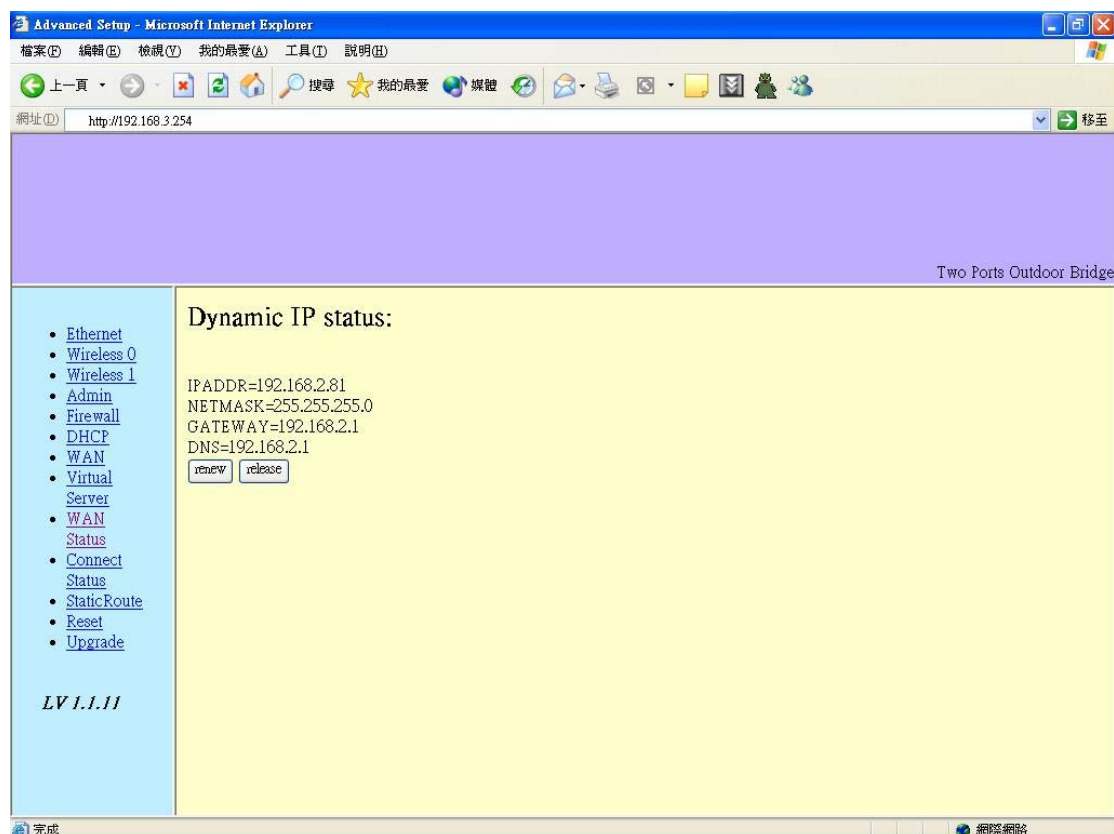 Advanced Setup - Microsoft Internet Explorer
檔案(F) 編輯(E) 檢視(V) 我的最愛(A) 工具(T) 說明(H)
上一頁 搜尋 我的最愛 媒體
網址(D) http://192.168.3.254 移至
Two Ports Outdoor Bridge
Ethernet
Wireless 0
Wireless 1
Admin
Firewall
DHCP
WAN
Virtual
Server
WAN
Status
Connect
Status
StaticRoute
Reset
Upgrade
LV 1.1.11
Dynamic IP status:
IPADDR=192.168.2.81
NETMASK=255.255.255.0
GATEWAY=192.168.2.1
DNS=192.168.2.1
renew release
完成 網際網路